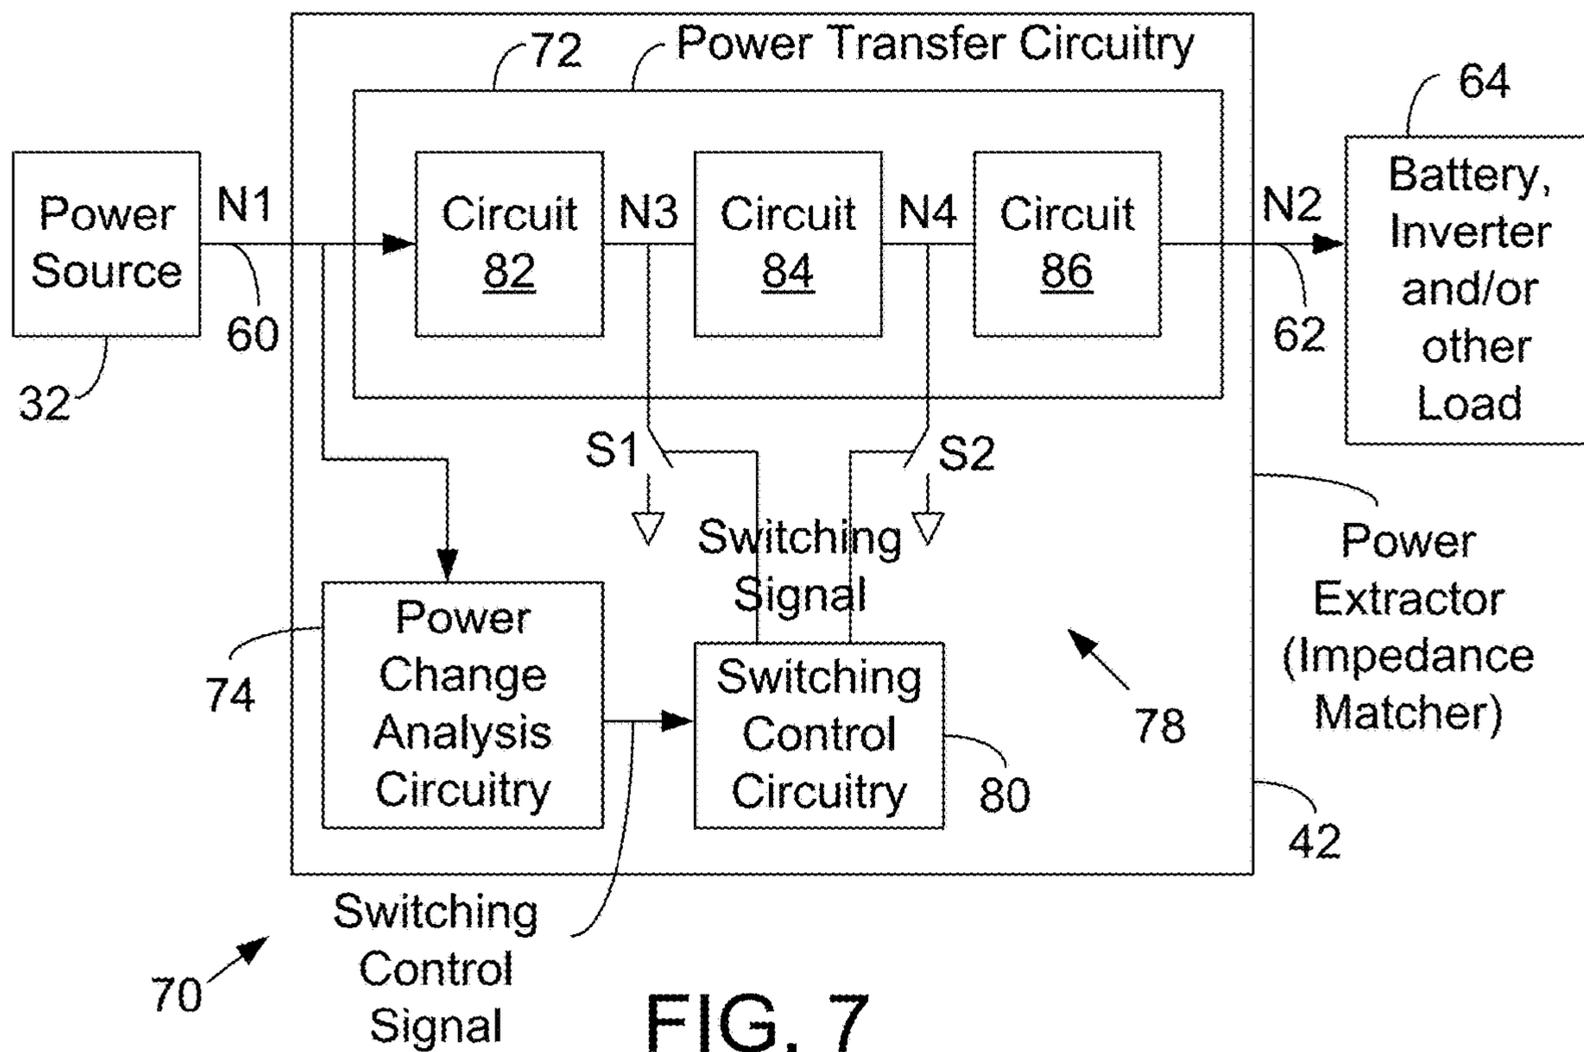 72
Power Transfer Circuitry
64
Power
Source
N1
Circuit
82
N3
Circuit
84
N4
Circuit
86
N2
Battery,
Inverter
and/or
other
Load
60
62
32
S1
S2
Switching
Signal
Power
Extractor
(Impedance
Matcher)
Power
Change
Analysis
Circuitry
74
Switching
Control
Circuitry
78
80
42
Switching
Control
Signal
70
FIG. 7